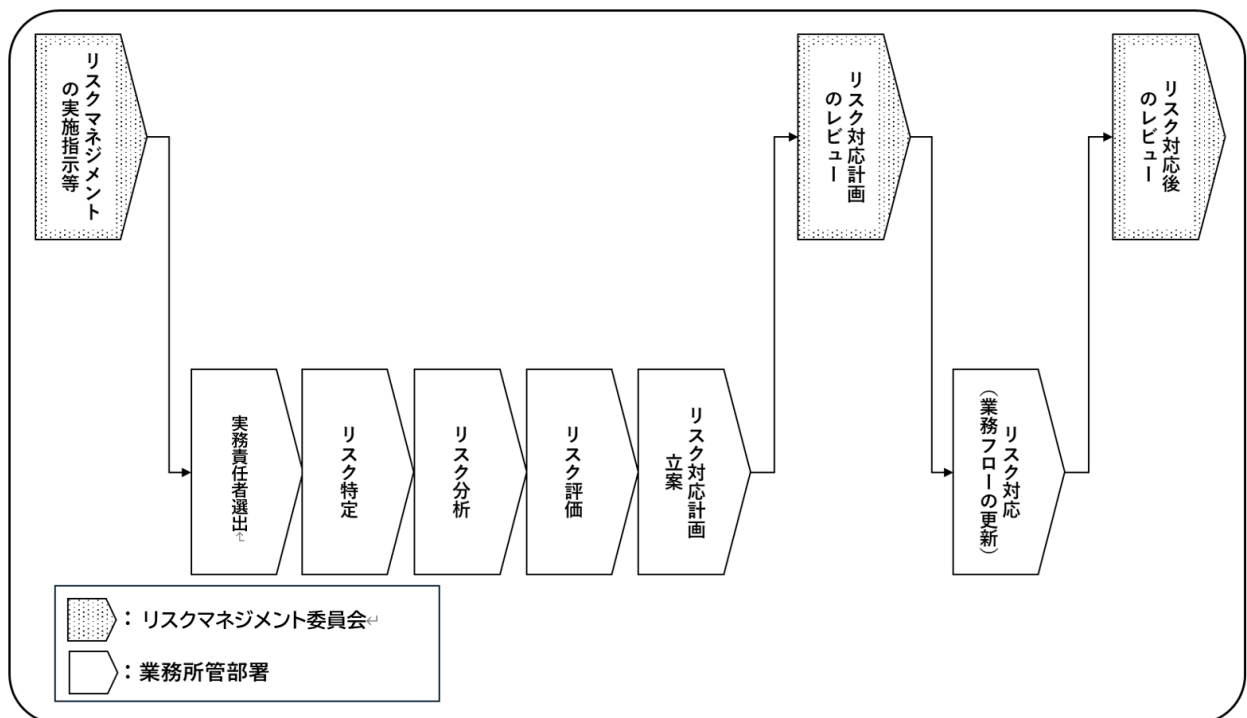 リスクマネジメント
の実施指示等
実務責任者選出
リスク特定
リスク分析
リスク評価
リスク対応計画
立案
リスク対応計画
のレビュー
リスク対応
（業務フローの更新）
リスク対応後
のレビュー
：リスクマネジメント委員会
：業務所管部署